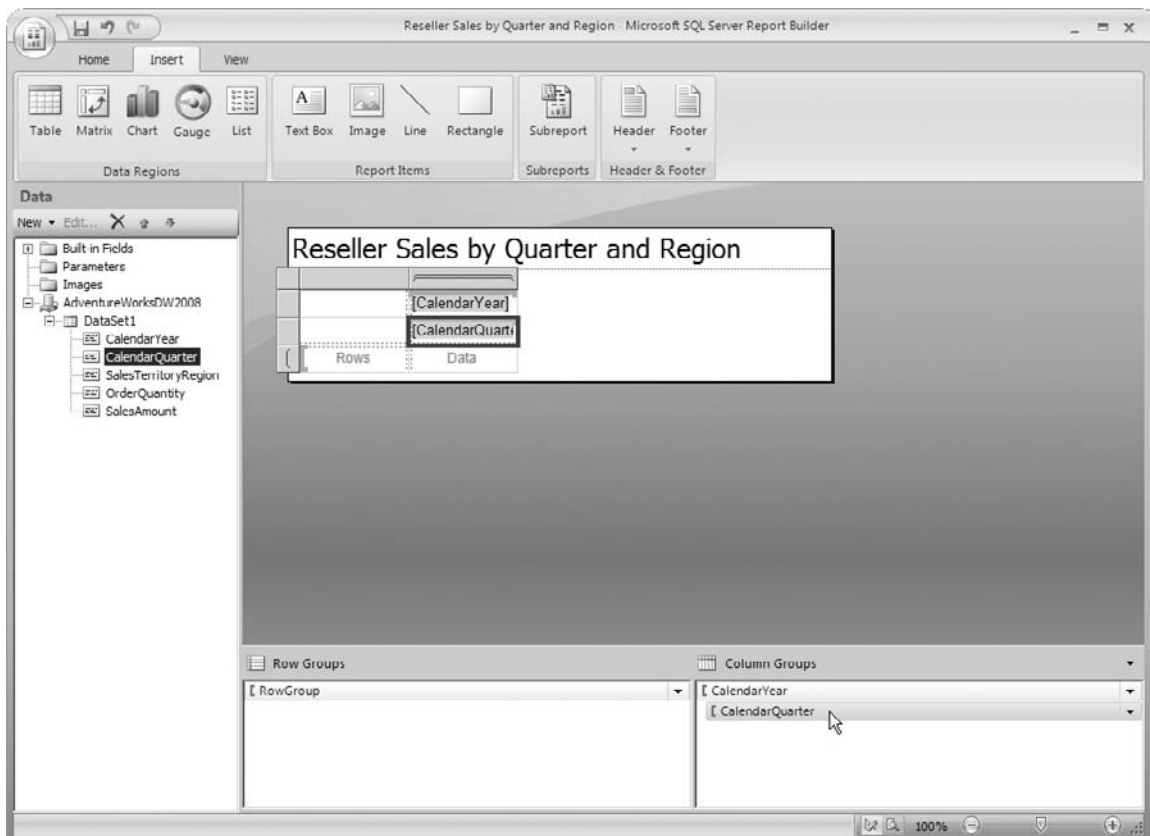 Reseller Sales by Quarter and Region - Microsoft SQL Server Report Builder
Home Insert View
Table Matrix Chart Gauge List Text Box Image Line Rectangle Subreport Header Footer
Data Regions Report Items Subreports Header & Footer
Data
New Edit...
Built-in Fields
Parameters
Images
AdventureWorksDW2008
DataSet1
CalendarYear
CalendarQuarter
SalesTerritoryRegion
OrderQuantity
SalesAmount
Reseller Sales by Quarter and Region
[CalendarYear]
[CalendarQuart
Rows Data
Row Groups
[ RowGroup
Column Groups
[ CalendarYear
[ CalendarQuarter
100%